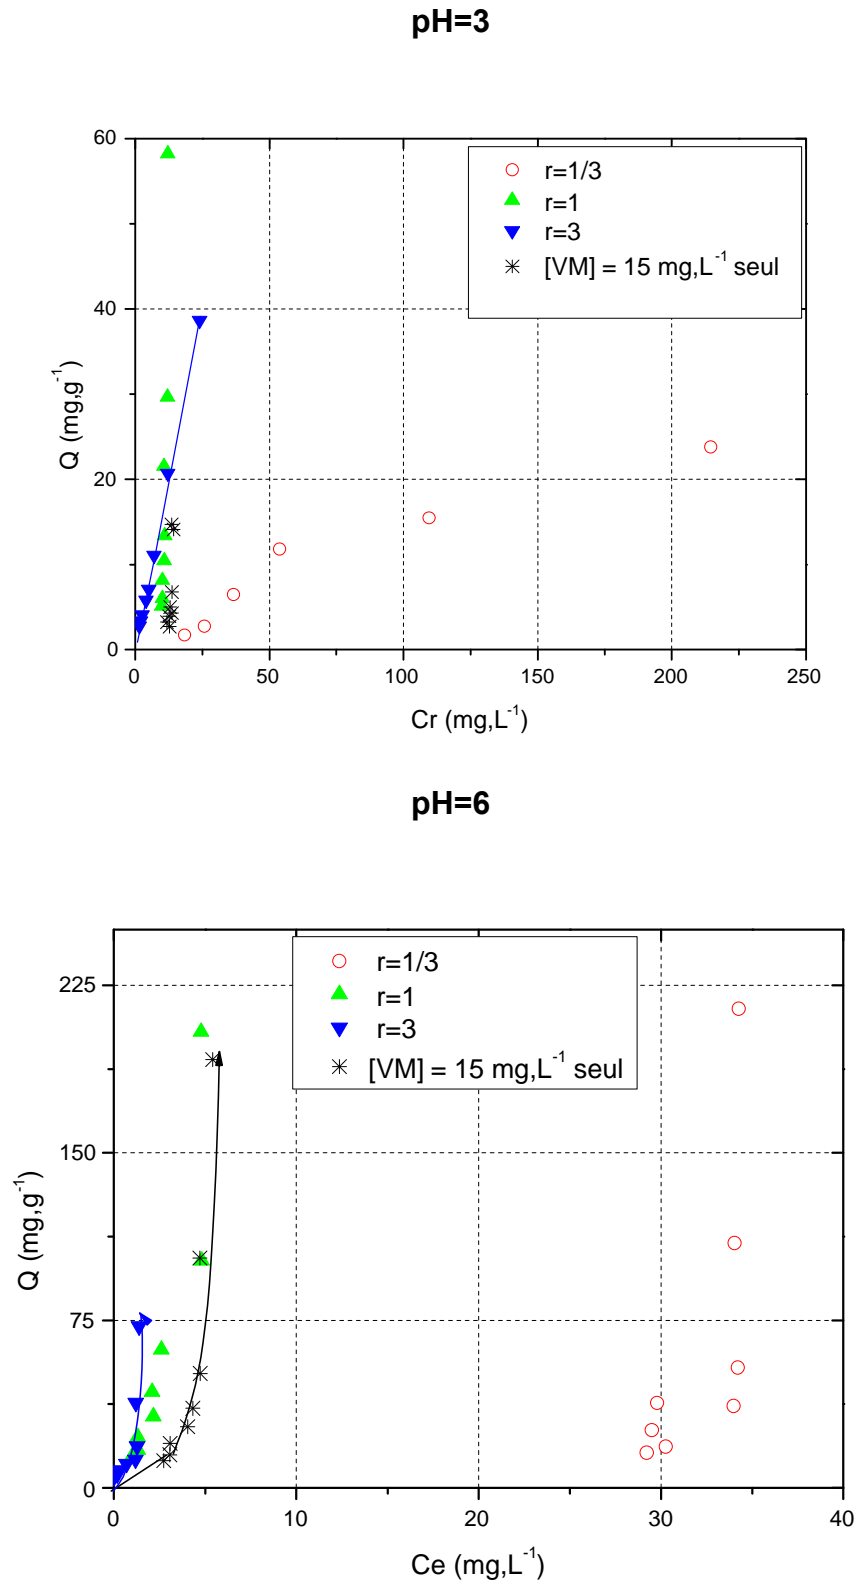 pH=3
60
40
20
0
Q (mg,g⁻¹)
r=1/3
r=1
r=3
[VM] = 15 mg,L⁻¹ seul
0 50 100 150 200 250
Cr (mg,L⁻¹)
pH=6
225
150
75
0
Q (mg,g⁻¹)
r=1/3
r=1
r=3
[VM] = 15 mg,L⁻¹ seul
0 10 20 30 40
Ce (mg,L⁻¹)